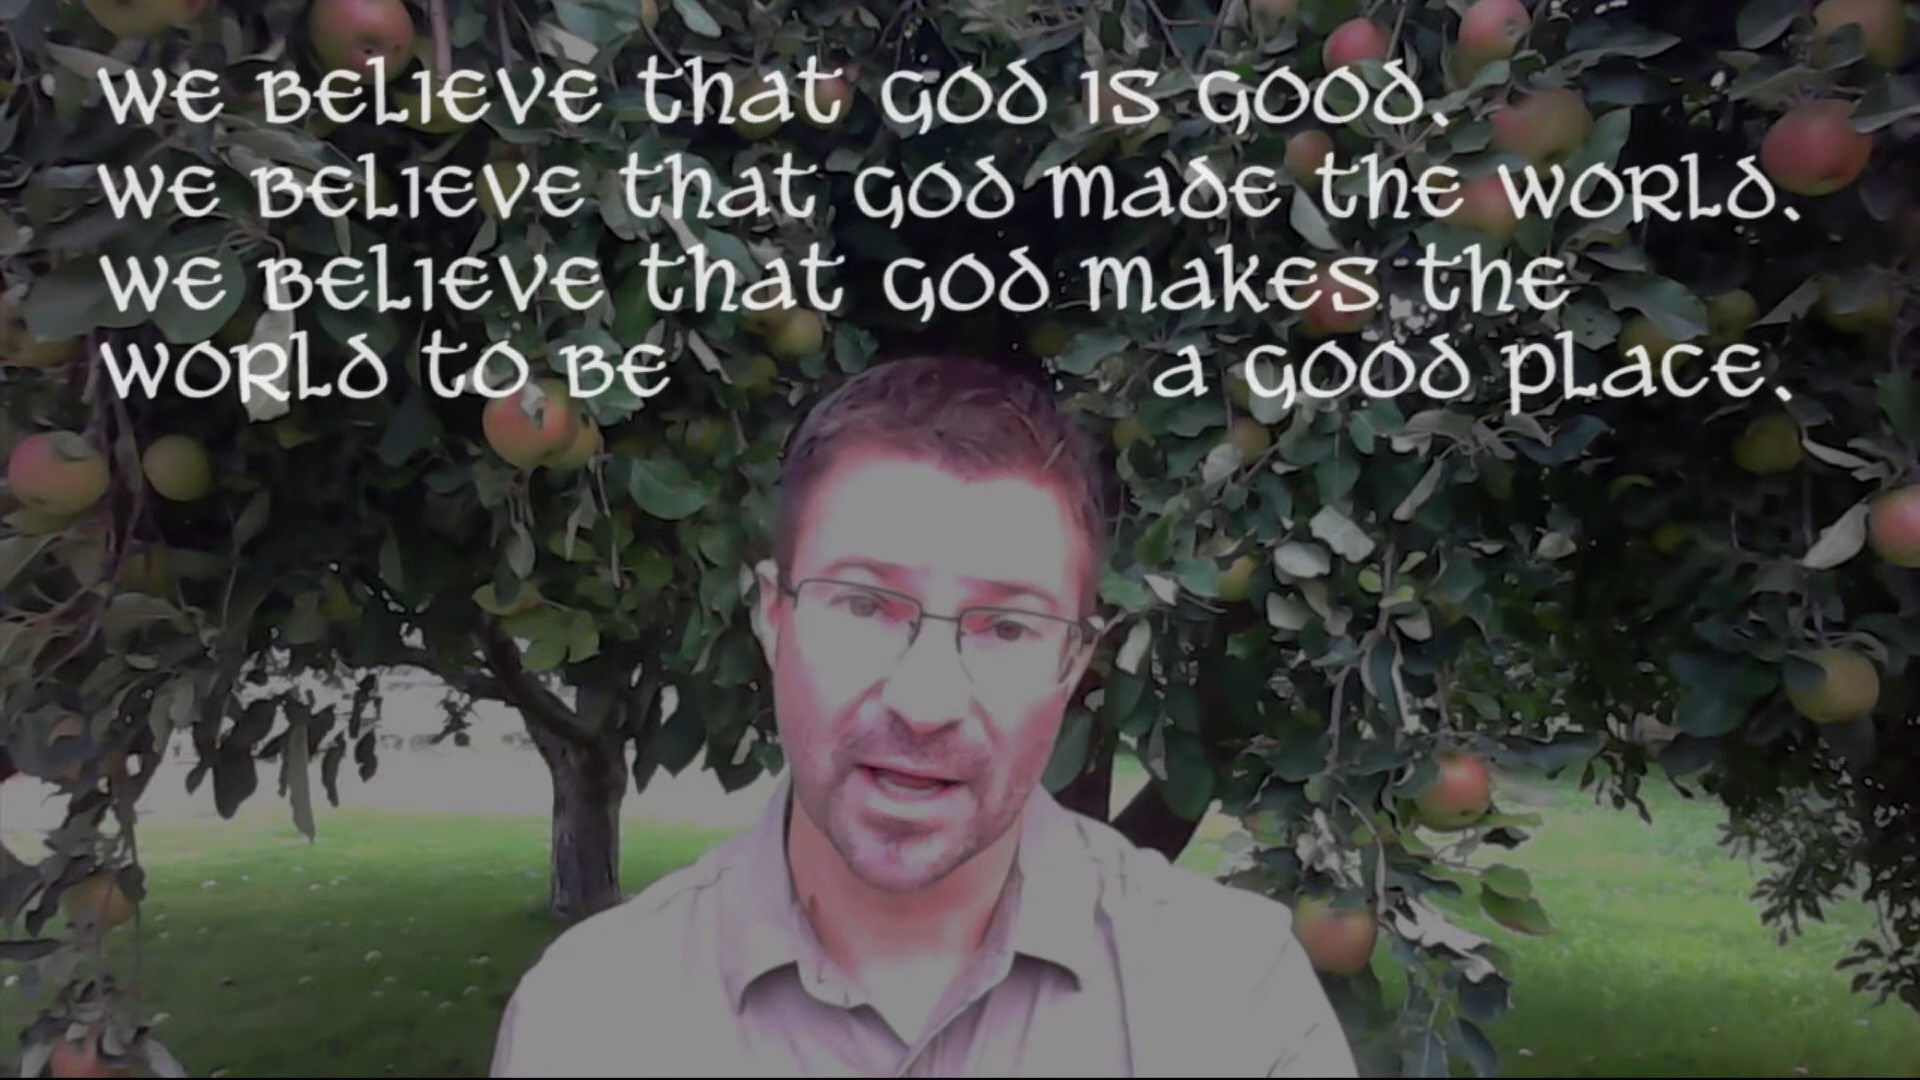 WE BELIEVE that GOD IS GOOD.
WE BELIEVE that GOD made the WORLD.
WE BELIEVE that GOD makes the
WORLD to BE a GOOD place.